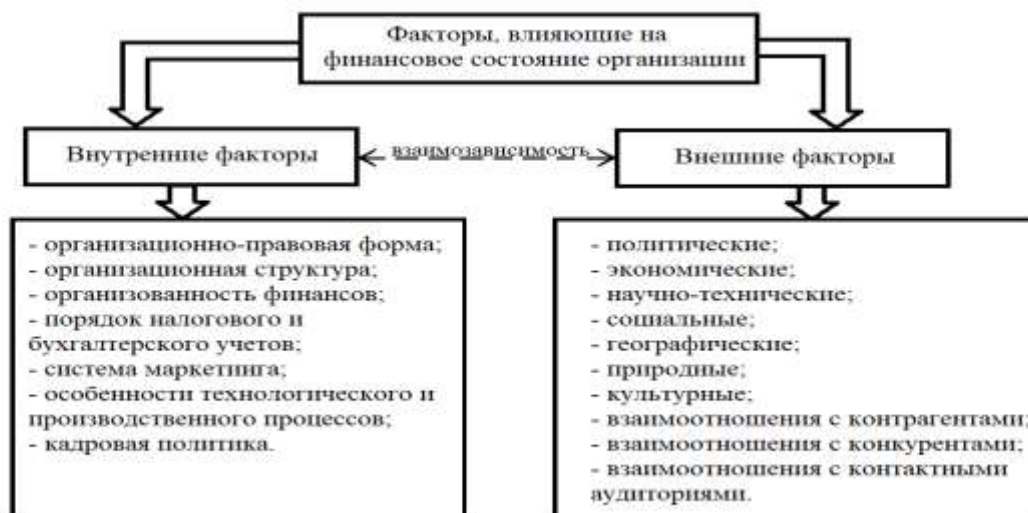 Факторы, влияющие на
финансовое состояние организации
Внутренние факторы
взаимозависимость
Внешние факторы
- организационно-правовая форма;
- организационная структура;
- организованность финансов;
- порядок налогового и
бухгалтерского учетов;
- система маркетинга;
- особенности технологического и
производственного процессов;
- кадровая политика.
- политические;
- экономические;
- научно-технические;
- социальные;
- географические;
- природные;
- культурные;
- взаимоотношения с контрагентами;
- взаимоотношения с конкурентами;
- взаимоотношения с контактными
аудиториями.